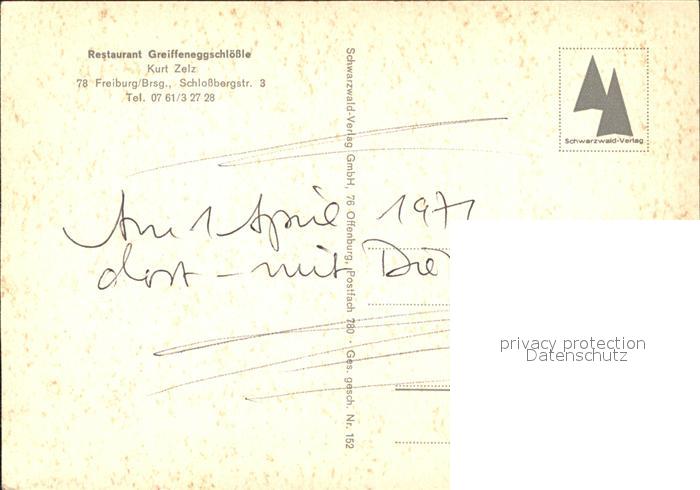 Restaurant Greiffeneggschlößle
Kurt Zelz
78 Freiburg/Brsg., Schloßbergstr. 3
Tel. 07 61/3 27 28
Schwarzwald-Verlag GmbH, 76 Offenburg, Postfach 780 · Ges. gesch. Nr. 152
Schwarzwald-Verlag
Am 1 April 1971
dort - mit Die
privacy protection
Datenschutz